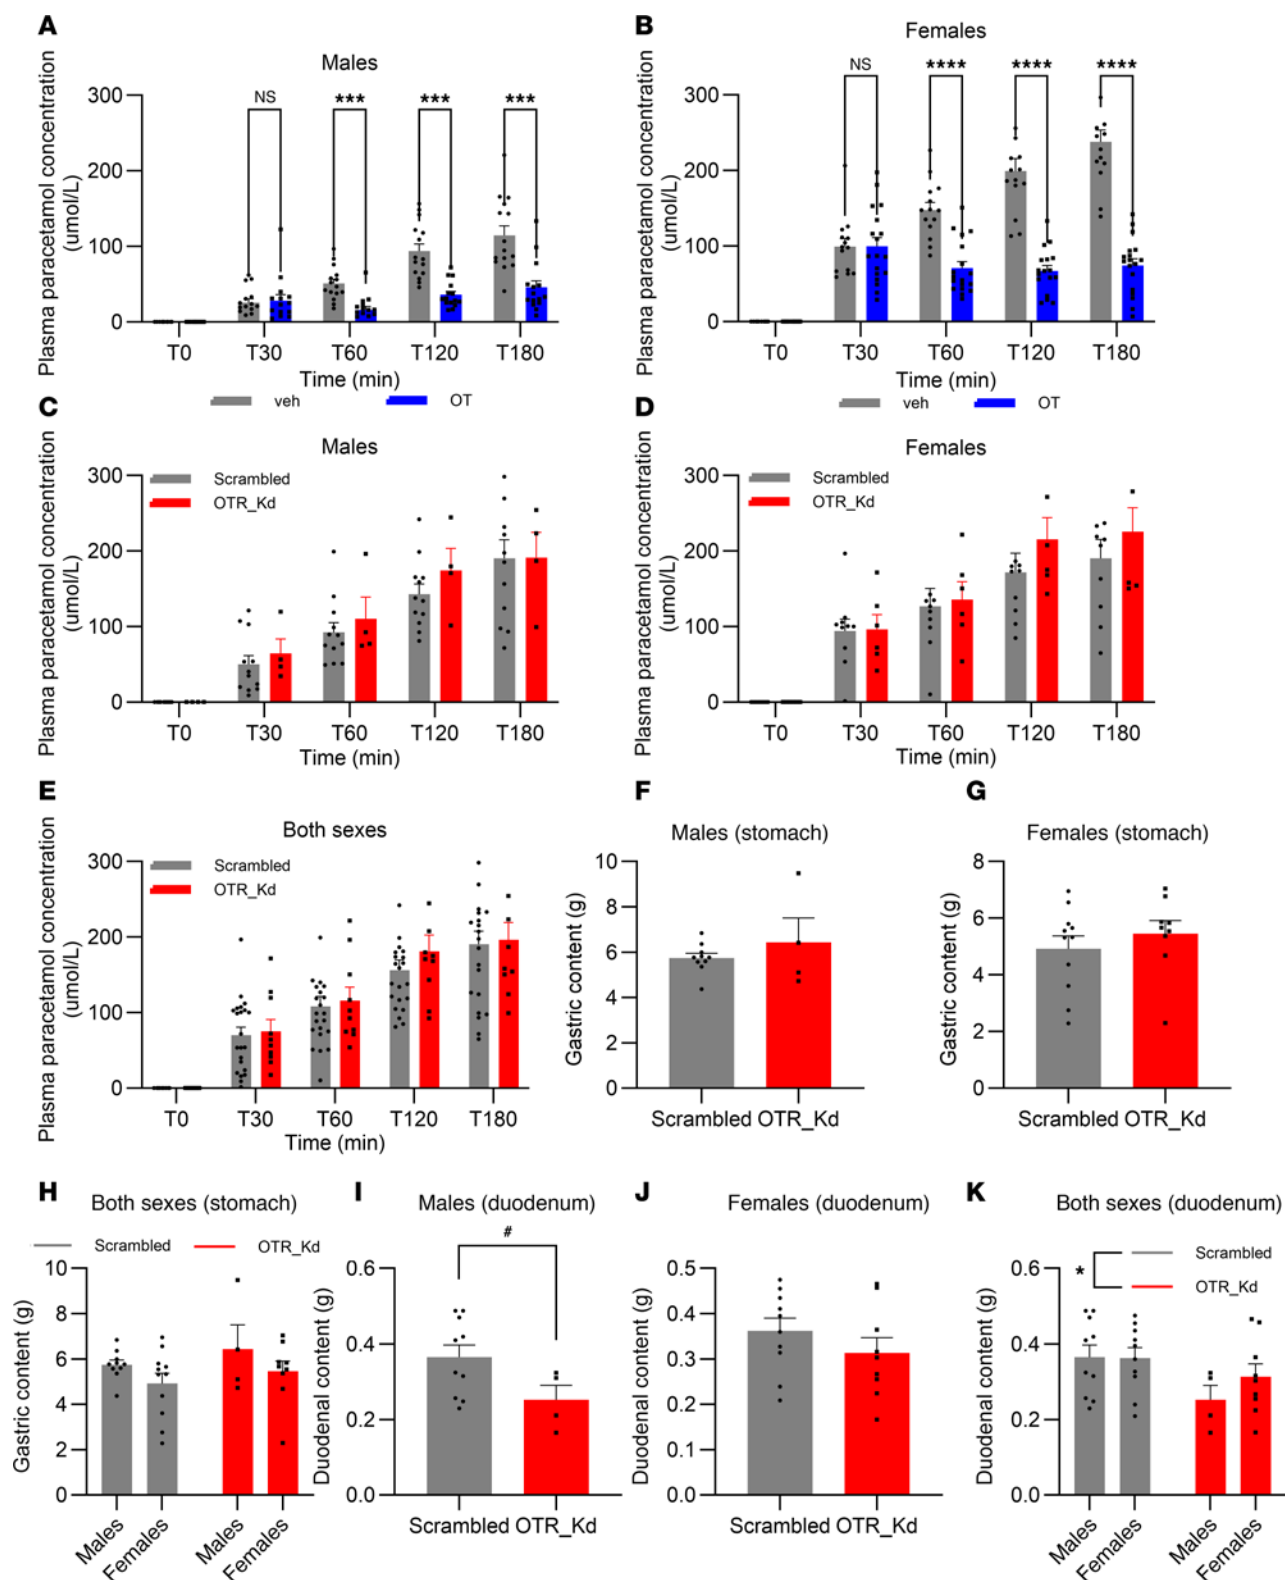 A
Males
Plasma paracetamol concentration
(umol/L)
300
200
100
0
NS
***
***
***
T0
T30
T60
T120
T180
Time (min)
veh
OT
B
Females
Plasma paracetamol concentration
(umol/L)
300
200
100
0
NS
****
****
****
T0
T30
T60
T120
T180
Time (min)
veh
OT
C
Males
Plasma paracetamol concentration
(umol/L)
300
200
100
0
Scrambled
OTR_Kd
T0
T30
T60
T120
T180
Time (min)
D
Females
Plasma paracetamol concentration
(umol/L)
300
200
100
0
Scrambled
OTR_Kd
T0
T30
T60
T120
T180
Time (min)
E
Both sexes
Plasma paracetamol concentration
(umol/L)
300
200
100
0
Scrambled
OTR_Kd
T0
T30
T60
T120
T180
Time (min)
F
Males (stomach)
Gastric content (g)
10
8
6
4
2
0
Scrambled OTR_Kd
G
Females (stomach)
Gastric content (g)
8
6
4
2
0
Scrambled OTR_Kd
H
Both sexes (stomach)
Scrambled
OTR_Kd
Gastric content (g)
10
8
6
4
2
0
Males
Females
Males
Females
I
Males (duodenum)
#
Duodenal content (g)
0.6
0.4
0.2
0.0
Scrambled OTR_Kd
J
Females (duodenum)
Duodenal content (g)
0.5
0.4
0.3
0.2
0.1
0.0
Scrambled OTR_Kd
K
Both sexes (duodenum)
Scrambled
*
OTR_Kd
Duodenal content (g)
0.6
0.4
0.2
0.0
Males
Females
Males
Females